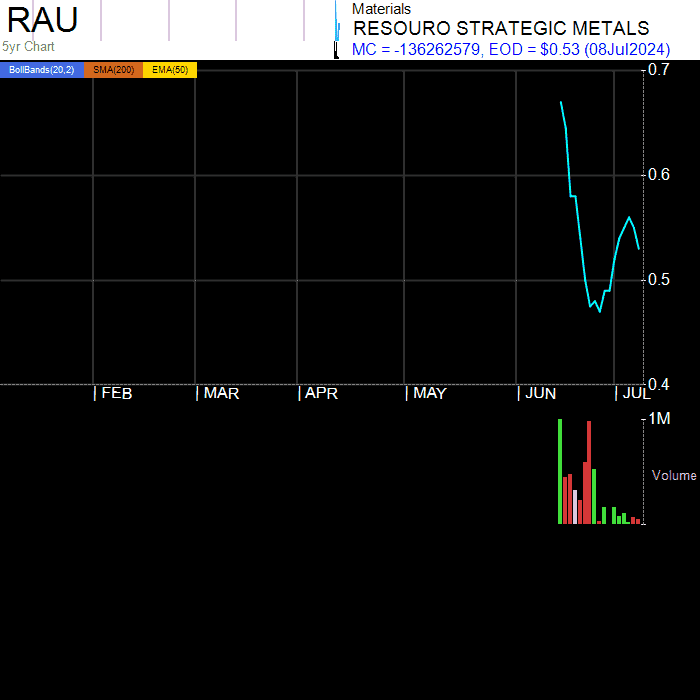 RAU
5yr Chart
Materials
RESOURO STRATEGIC METALS
MC = -136262579, EOD = $0.53 (08Jul2024)
BollBands(20,2) SMA(200) EMA(50)
0.7
0.6
0.5
0.4
| FEB | MAR | APR | MAY | JUN | JUL
1M
Volume